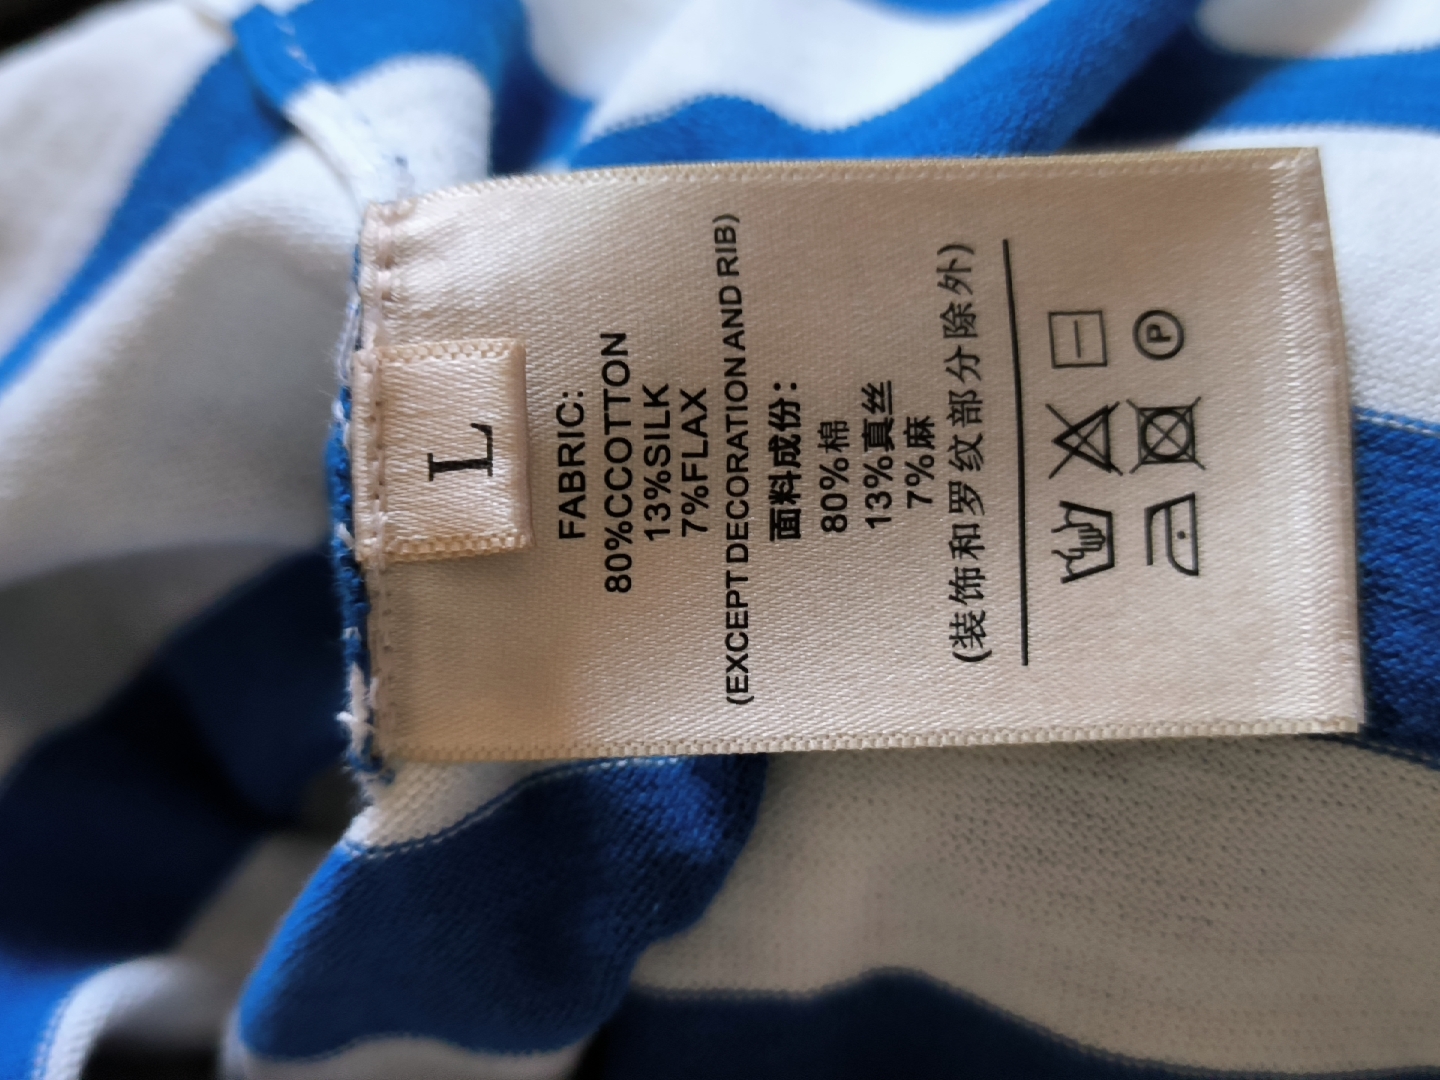 L
FABRIC:
80%CCOTTON
13%SILK
7%FLAX
(EXCEPT DECORATION AND RIB)
面料成份：
80%棉
13%真丝
7%麻
(装饰和罗纹部分除外)
P